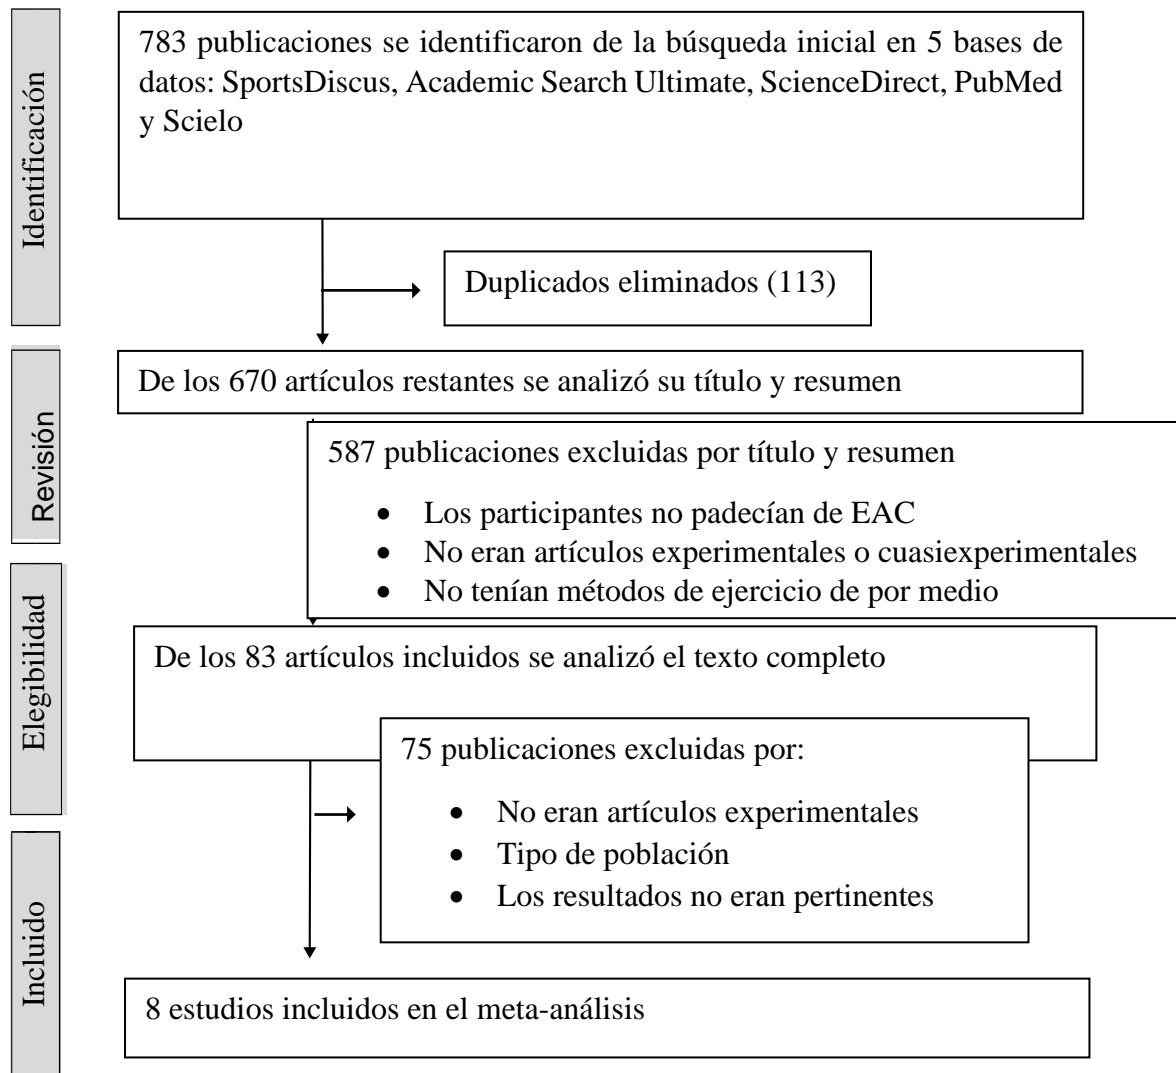 Identificación
783 publicaciones se identificaron de la búsqueda inicial en 5 bases de
datos: SportsDiscus, Academic Search Ultimate, ScienceDirect, PubMed
y Scielo
Duplicados eliminados (113)
Revisión
De los 670 artículos restantes se analizó su título y resumen
587 publicaciones excluidas por título y resumen
• Los participantes no padecían de EAC
• No eran artículos experimentales o cuasiexperimentales
• No tenían métodos de ejercicio de por medio
Elegibilidad
De los 83 artículos incluidos se analizó el texto completo
75 publicaciones excluidas por:
• No eran artículos experimentales
• Tipo de población
• Los resultados no eran pertinentes
Incluido
8 estudios incluidos en el meta-análisis